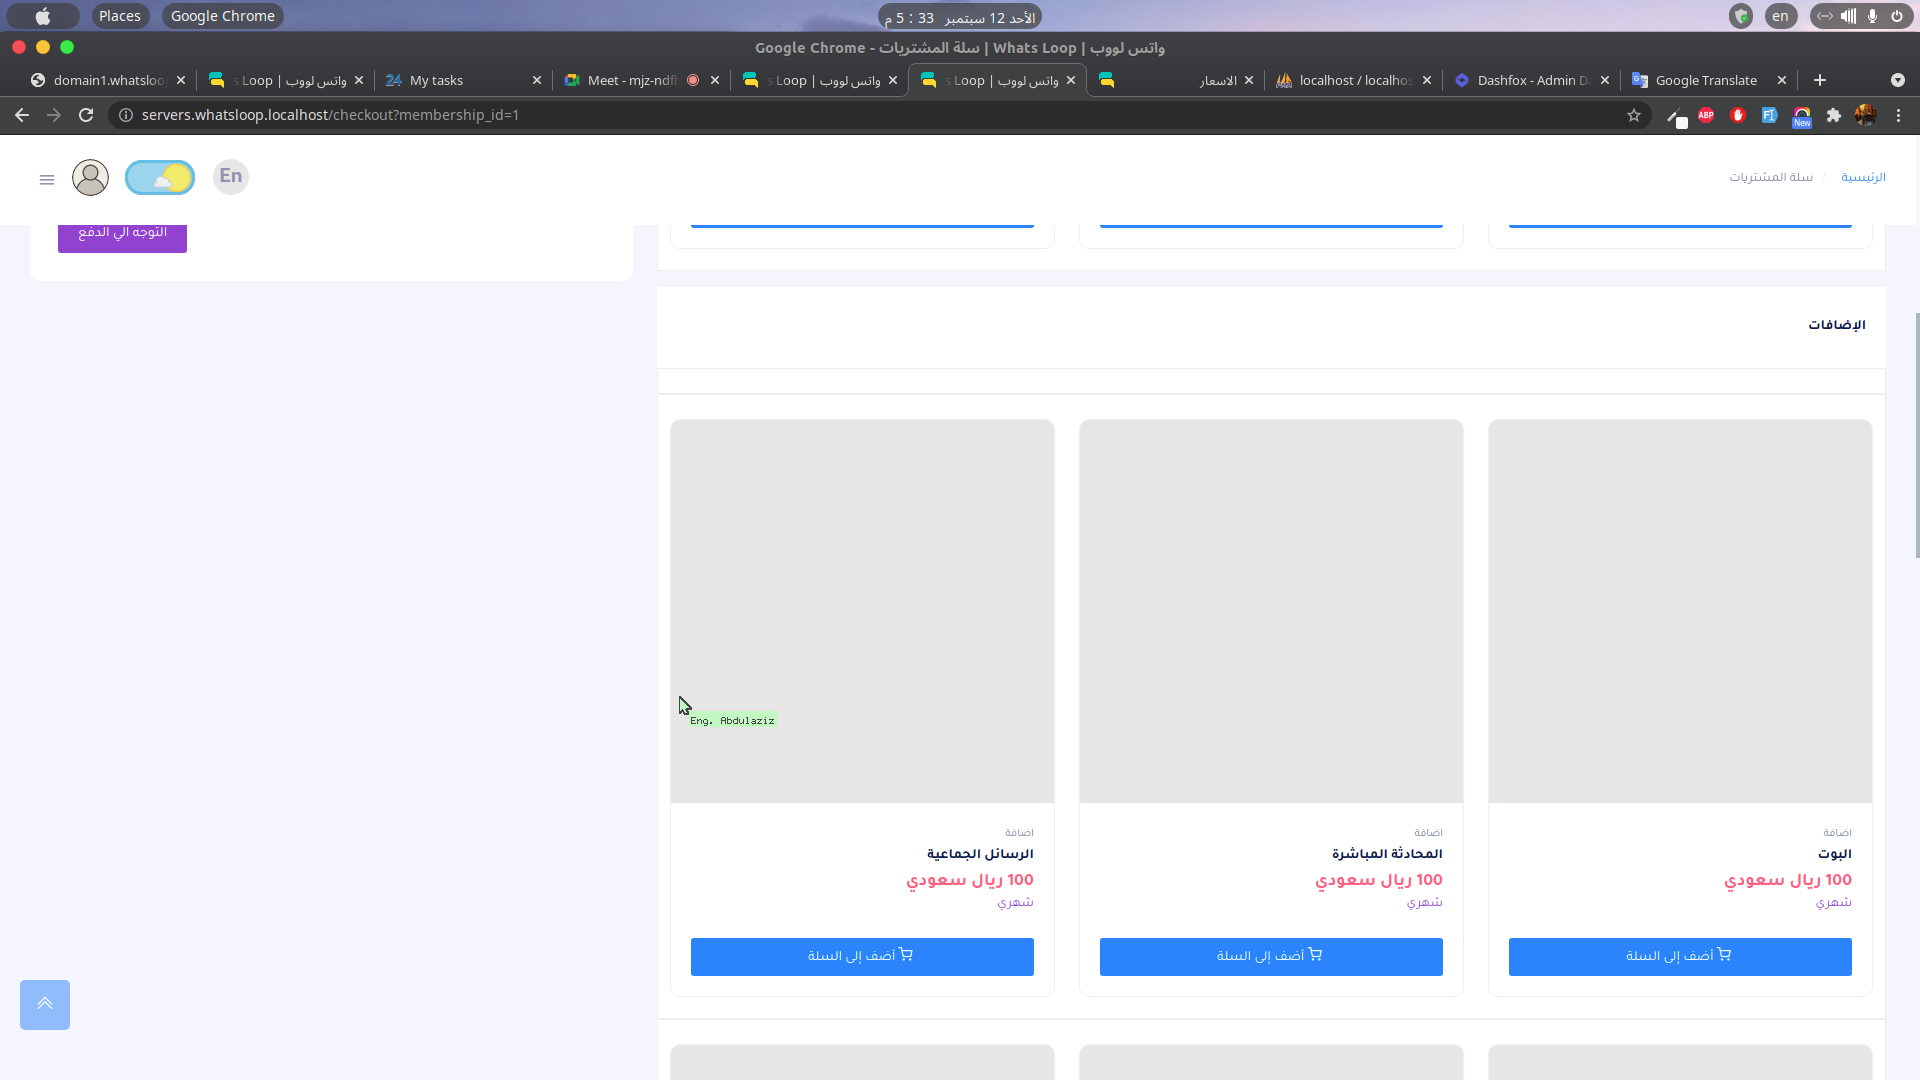 Places
Google Chrome
الأحد 12 سبتمبر 5 : 33 م
en
واتس لووب | Whats Loop | سلة المشتريات - Google Chrome
domain1.whatsloo
s Loop | واتس لووب
My tasks
Meet - mjz-ndf
s Loop | واتس لووب
s Loop | واتس لووب
الاسعار
localhost / localhos
Dashfox - Admin D
Google Translate
servers.whatsloop.localhost/checkout?membership_id=1
ABP
New
En
الرئيسية / سلة المشتريات
التوجه الي الدفع
الإضافات
اضافة
البوت
100 ريال سعودي
شهري
أضف إلى السلة
اضافة
المحادثة المباشرة
100 ريال سعودي
شهري
أضف إلى السلة
اضافة
الرسائل الجماعية
100 ريال سعودي
شهري
أضف إلى السلة
Eng. Abdulaziz